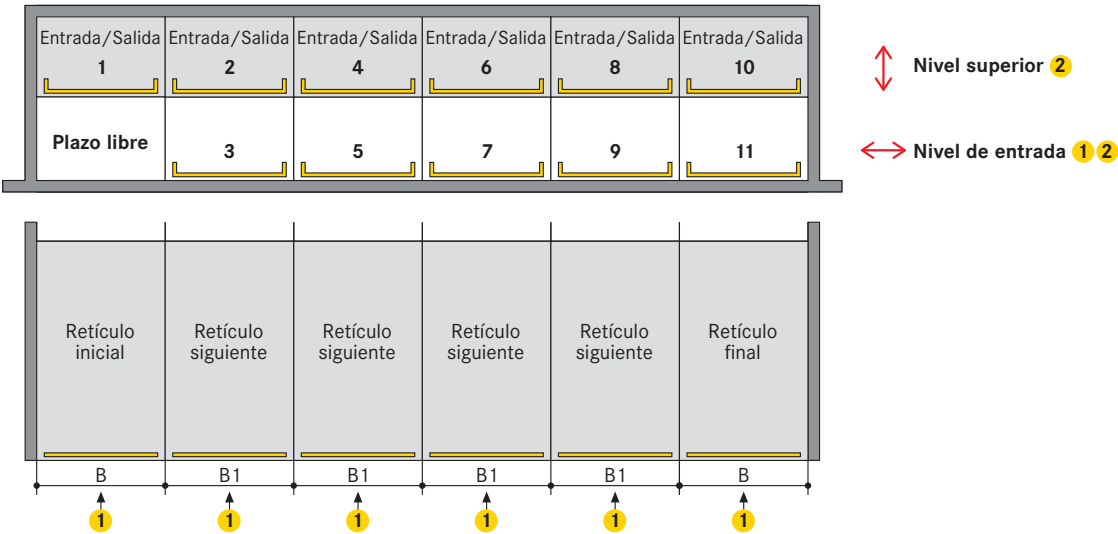 Entrada/Salida Entrada/Salida Entrada/Salida Entrada/Salida Entrada/Salida Entrada/Salida
1 2 4 6 8 10
Nivel superior 2
Plazo libre 3 5 7 9 11
Nivel de entrada 1 2
Retículo inicial
Retículo siguiente
Retículo siguiente
Retículo siguiente
Retículo siguiente
Retículo final
B B1 B1 B1 B1 B
1 1 1 1 1 1